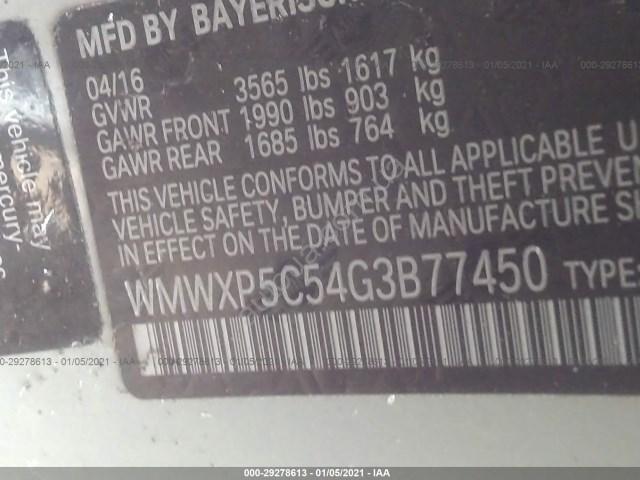 MFD BY BAYERISCH
04/16
GVWR 3565 lbs 1617 kg
GAWR FRONT 1990 lbs 903 kg
GAWR REAR 1685 lbs 764 kg
THIS VEHICLE CONFORMS TO ALL APPLICABLE U
VEHICLE SAFETY, BUMPER AND THEFT PREVEN
IN EFFECT ON THE DATE OF MANUFACTURE S
WMWXP5C54G3B77450 TYPE:
This vehicle may
mercury-
000-29278613 - 01/05/2021 - IAA